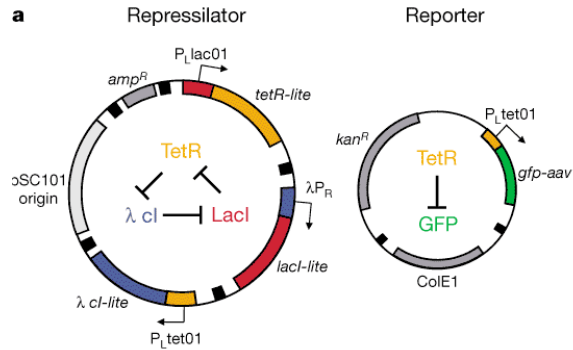 a
Repressilator
Reporter
PLlac01
ampR
tetR-lite
pSC101
origin
TetR
λ cI
LacI
λPR
lacI-lite
λ cI-lite
PLtet01
kanR
PLtet01
TetR
GFP
gfp-aav
ColE1